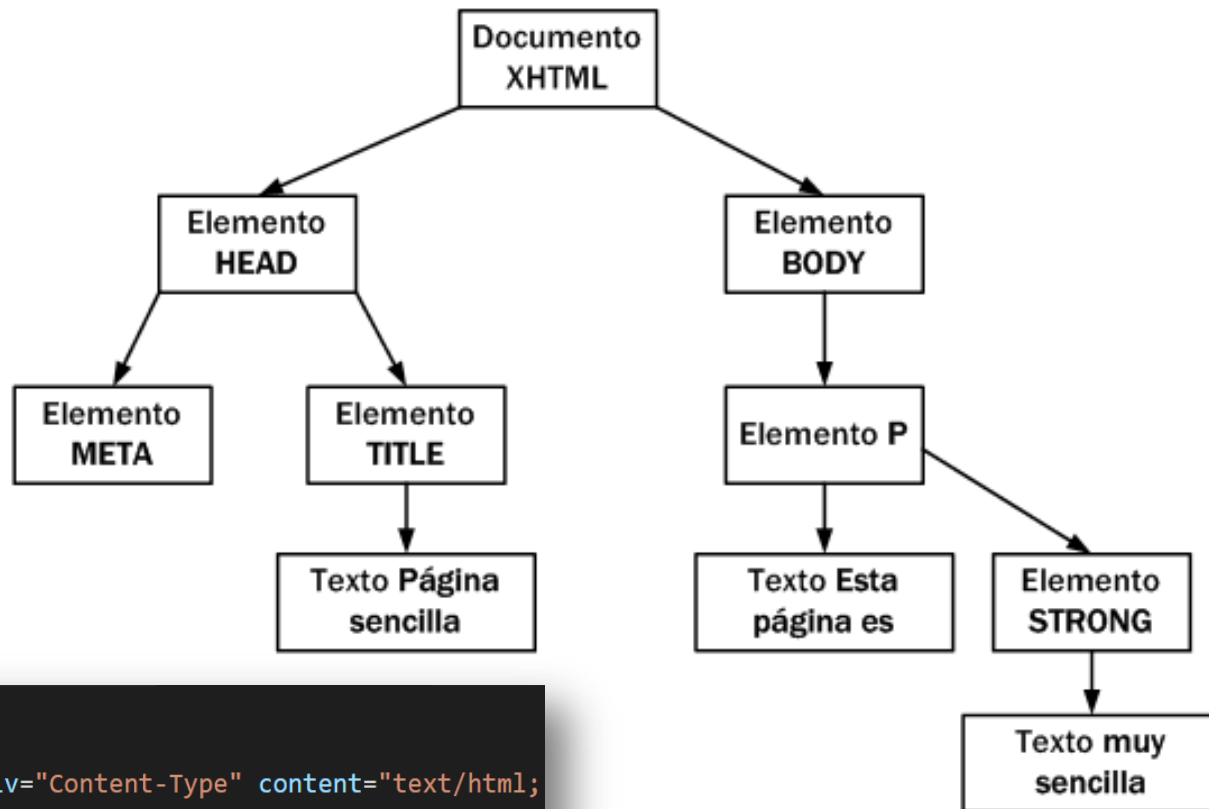 Documento
XHTML
Elemento
HEAD
Elemento
BODY
Elemento
META
Elemento
TITLE
Elemento P
Texto Página
sencilla
Texto Esta
página es
Elemento
STRONG
Texto muy
sencilla
iv="Content-Type" content="text/html;